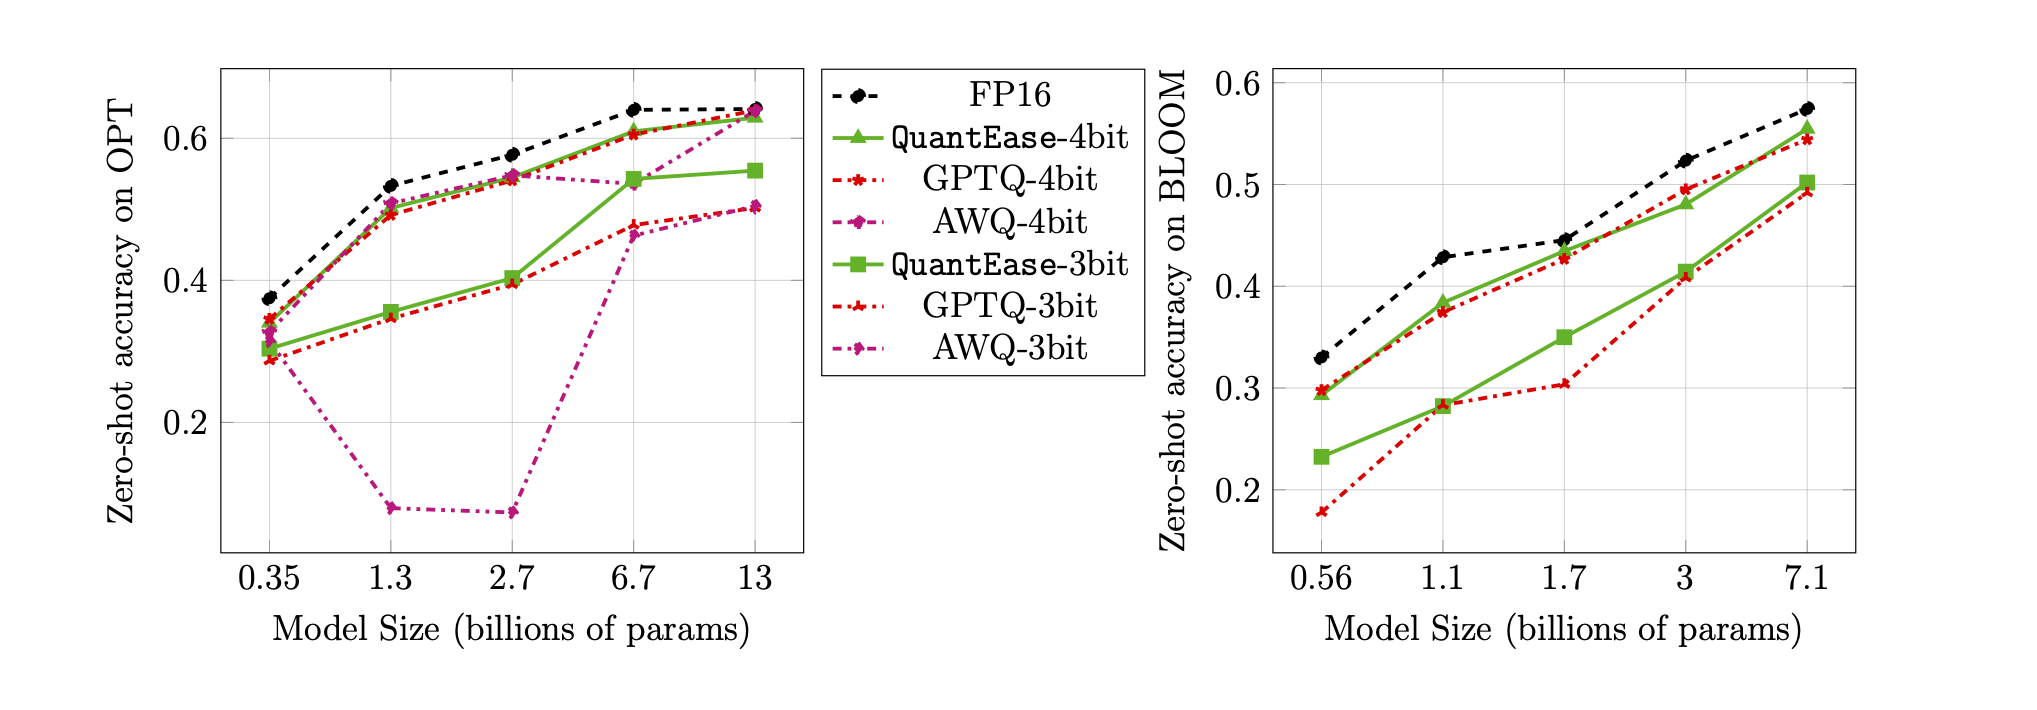 Zero-shot accuracy on OPT
0.6
0.4
0.2
0.35 1.3 2.7 6.7 13
Model Size (billions of params)
FP16
QuantEase-4bit
GPTQ-4bit
AWQ-4bit
QuantEase-3bit
GPTQ-3bit
AWQ-3bit
Zero-shot accuracy on BLOOM
0.6
0.5
0.4
0.3
0.2
0.56 1.1 1.7 3 7.1
Model Size (billions of params)